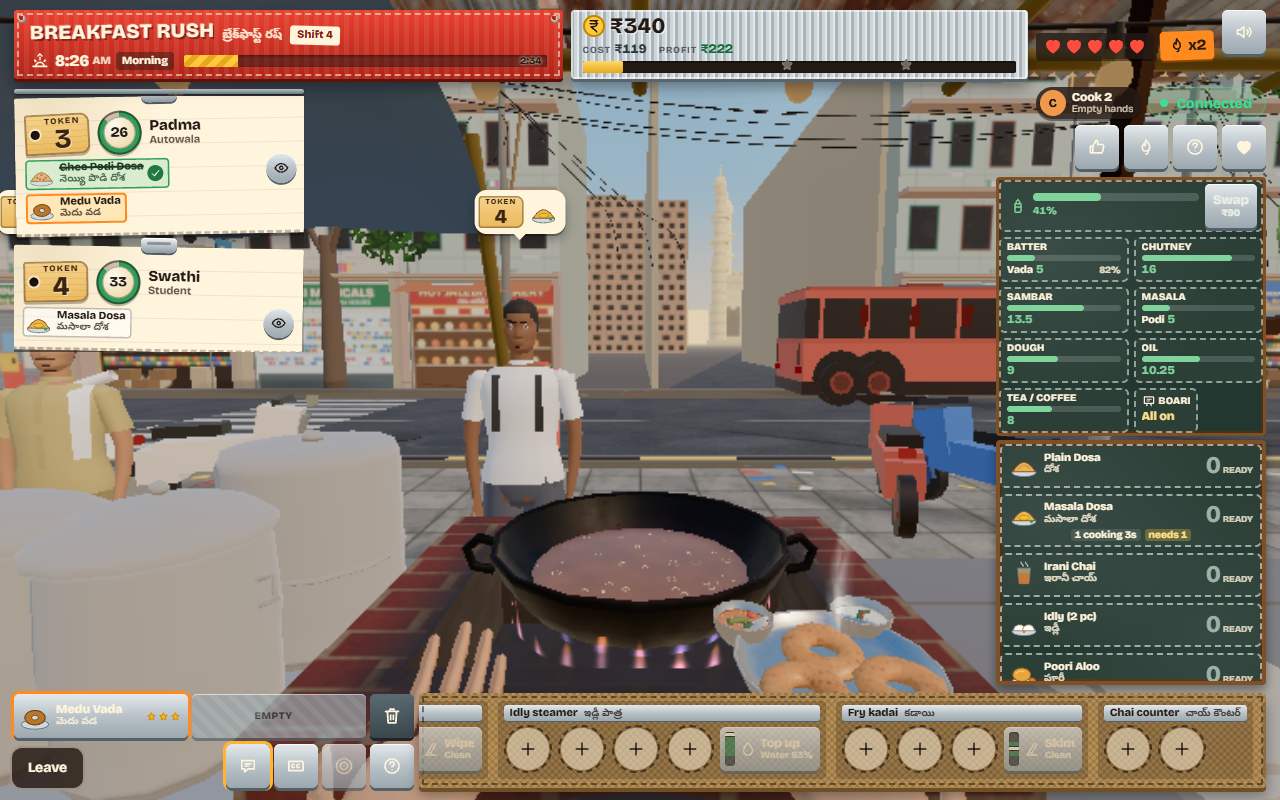 BREAKFAST RUSH బ్రేక్‌ఫాస్ట్ రష్ Shift 4
8:26 AM Morning 2:34
₹ ₹340
COST ₹119 PROFIT ₹222
x2
C Cook 2
Empty hands
Connected
TOKEN
3
26
Padma
Autowala
Ghee Podi Dosa
నెయ్యి పొడి దోశ
Medu Vada
మెదు వడ
TOKEN
4
33
Swathi
Student
Masala Dosa
మసాలా దోశ
TOKEN
4
41%
Swap
₹90
BATTER
Vada 5 82%
CHUTNEY
16
SAMBAR
13.5
MASALA
Podi 5
DOUGH
9
OIL
10.25
TEA / COFFEE
8
BOARI
All on
Plain Dosa
దోశ
0 READY
Masala Dosa
మసాలా దోశ
0 READY
1 cooking 3s needs 1
Irani Chai
ఇరానీ చాయ్
0 READY
Idly (2 pc)
ఇడ్లీ
0 READY
Poori Aloo
పూరీ
0 READY
Medu Vada
మెదు వడ
EMPTY
Leave
CC
Wipe
Clean
Idly steamer ఇడ్లీ పాత్ర
Top up
Water 93%
Fry kadai కడాయి
Skim
Clean
Chai counter చాయ్ కౌంటర్